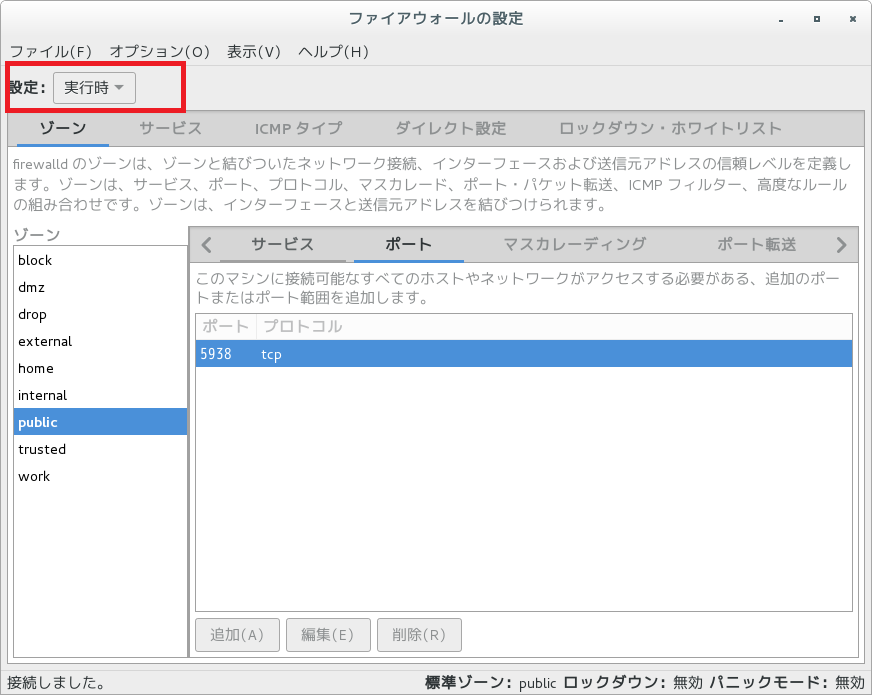 ファイアウォールの設定
ファイル(F) オプション(O) 表示(V) ヘルプ(H)
設定: 実行時
ゾーン サービス ICMP タイプ ダイレクト設定 ロックダウン・ホワイトリスト
firewalld のゾーンは、ゾーンと結びついたネットワーク接続、インターフェースおよび送信元アドレスの信頼レベルを定義し
ます。ゾーンは、サービス、ポート、プロトコル、マスカレード、ポート・パケット転送、ICMP フィルター、高度なルール
の組み合わせです。ゾーンは、インターフェースと送信元アドレスを結びつけられます。
ゾーン
block
dmz
drop
external
home
internal
public
trusted
work
サービス ポート マスカレーディング ポート転送
このマシンに接続可能なすべてのホストやネットワークがアクセスする必要がある、追加のポー
トまたはポート範囲を追加します。
ポート プロトコル
5938 tcp
追加(A) 編集(E) 削除(R)
接続しました。 標準ゾーン: public ロックダウン: 無効 パニックモード: 無効